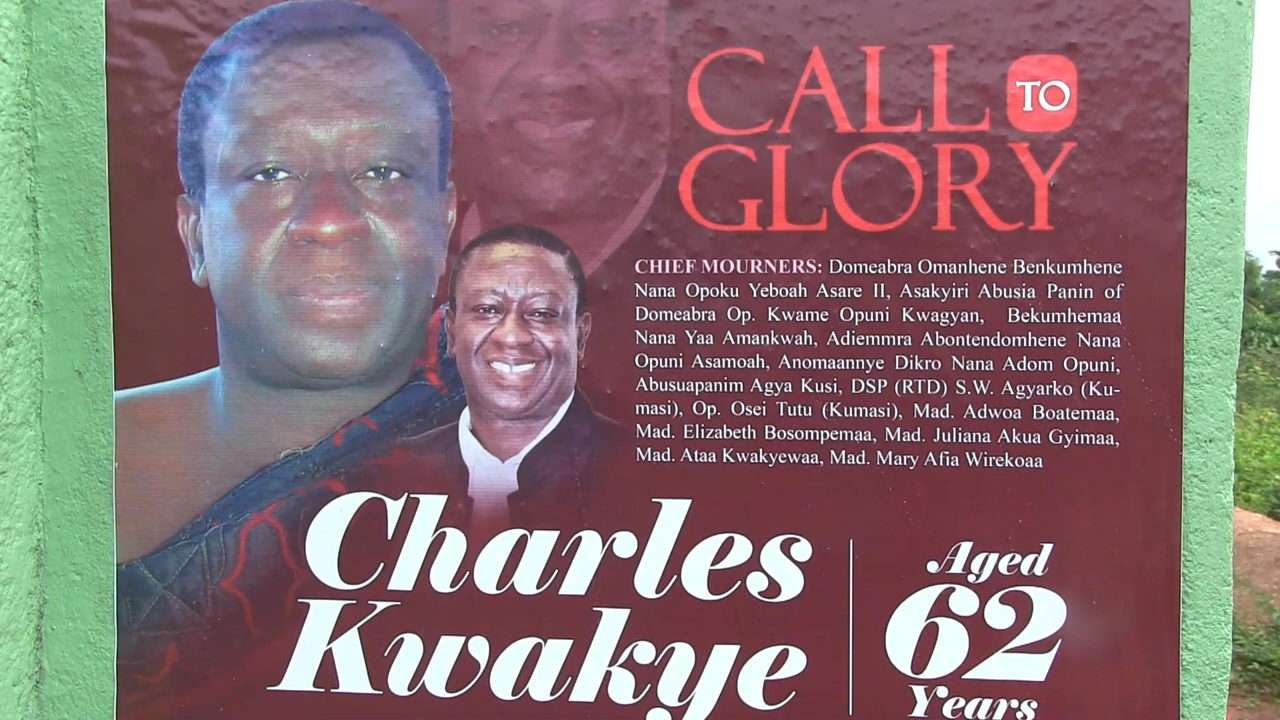 CALL TO
GLORY
CHIEF MOURNERS: Domeabra Omanhene Benkumhene
Nana Opoku Yeboah Asare II, Asakyiri Abusia Panin of
Domeabra Op. Kwame Opuni Kwagyan, Bekumhemaa
Nana Yaa Amankwah, Adiemmra Abontendomhene Nana
Opuni Asamoah, Anomaannye Dikro Nana Adom Opuni,
Abusuapanim Agya Kusi, DSP (RTD) S.W. Agyarko (Ku-
masi), Op. Osei Tutu (Kumasi), Mad. Adwoa Boatemaa,
Mad. Elizabeth Bosompemaa, Mad. Juliana Akua Gyimaa,
Mad. Ataa Kwakyewaa, Mad. Mary Afia Wirekoaa
Charles
Kwakye
Aged
62
Years